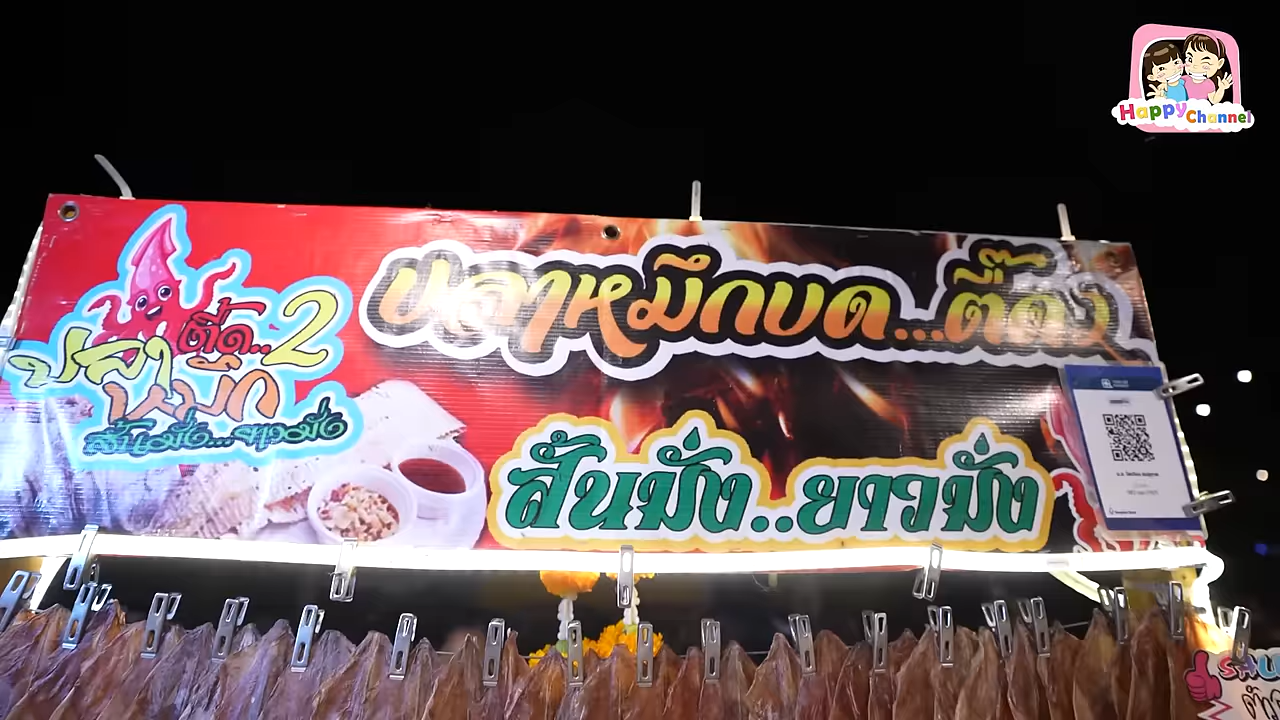 Happy Channel
ปลาหมึกบด...ตี๊ดๆ
ตี๊ด..2
ปลาหมึก
สั้นมั่ง...ยาวมั่ง
สั้นมั่ง..ยาวมั่ง